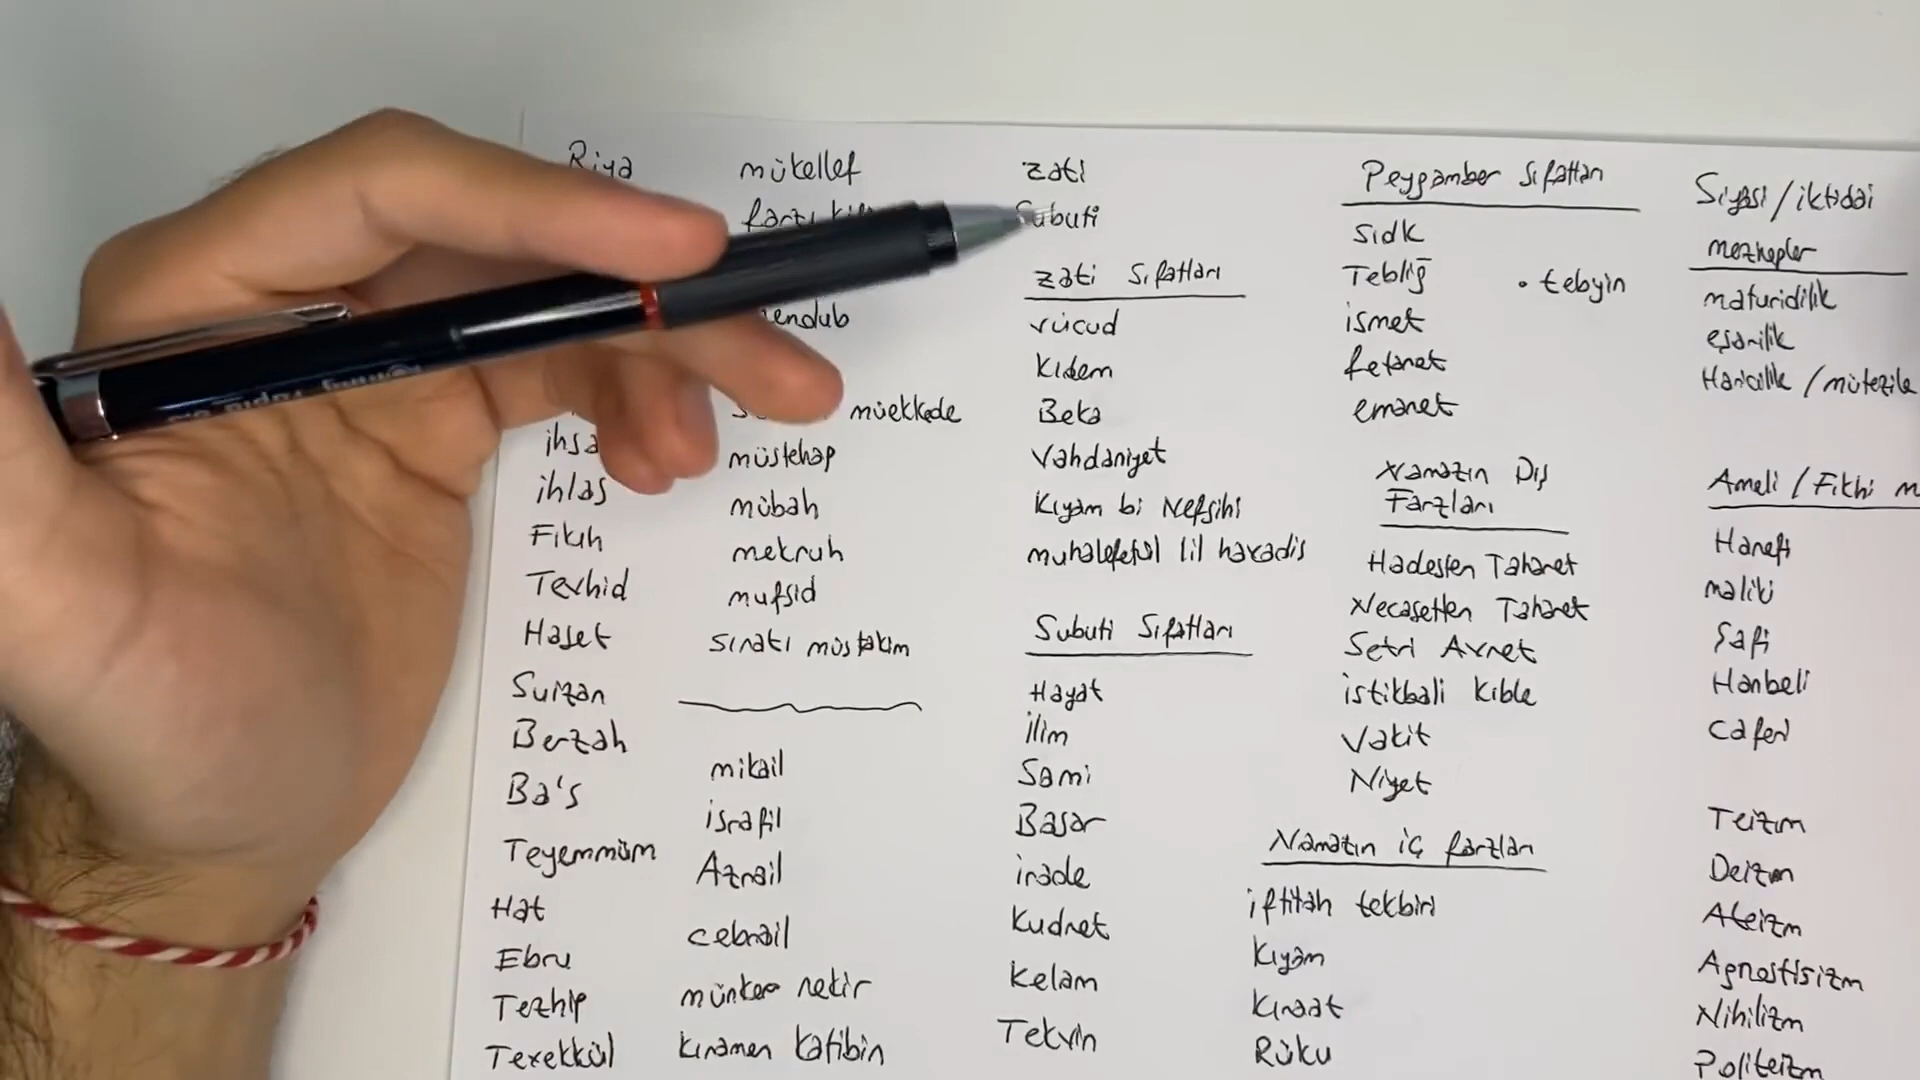 Riya
ihlas
Fıkıh
Tevhid
Haset
Suizan
Berzah
Ba's
Teyemmüm
Hat
Ebru
Tezhip
Tevekkül
mükellef
müekkede
müstehap
mübah
mekruh
mufsid
sıratı müstakim
mikail
israfil
Azrail
cebrail
münker nekir
kıramen katibin
zati
Subuti
zati sıfatları
vücud
Kıdem
Beka
Vahdaniyet
Kıyam bi Nefsihi
muhalefetül lil havadis
Subuti Sıfatları
Hayat
ilim
Sami
Basar
irade
Kudret
Kelam
Tekvin
Peygamber Sıfatları
Sıdk
Tebliğ • tebyin
ismet
fetanet
emanet
Namazın Dış
Farzları
Hadesten Taharet
Necasetten Taharet
Setri Avret
istikbali Kıble
Vakit
Niyet
Namazın iç farzları
iftitah tekbiri
Kıyam
Kıraat
Rüku
Siyasi / iktidai
mezhepler
maturidilik
eşarilik
Haricilik / mütezile
Ameli / Fıkhi
Hanefi
maliki
Şafi
Hanbeli
Caferi
Teizm
Deizm
Ateizm
Agnostisizm
Nihilizm
Politeizm